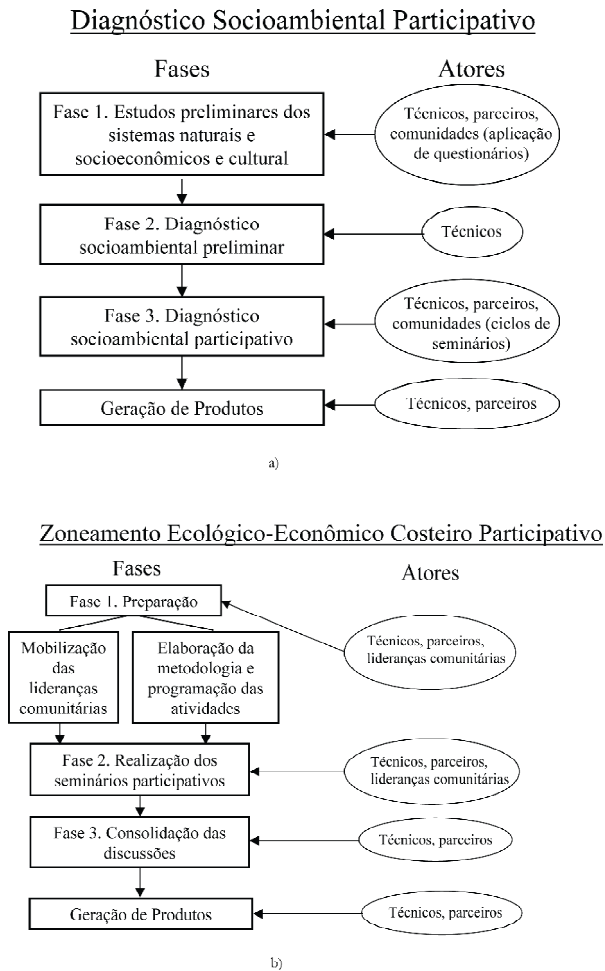 Diagnóstico Socioambiental Participativo
Fases
Atores
Fase 1. Estudos preliminares dos
sistemas naturais e
socioeconômicos e cultural
Técnicos, parceiros,
comunidades (aplicação
de questionários)
Fase 2. Diagnóstico
socioambiental preliminar
Técnicos
Fase 3. Diagnóstico
socioambiental participativo
Técnicos, parceiros,
comunidades (ciclos de
seminários)
Geração de Produtos
Técnicos, parceiros
a)
Zoneamento Ecológico-Econômico Costeiro Participativo
Fases
Atores
Fase 1. Preparação
Técnicos, parceiros,
lideranças comunitárias
Mobilização
das
lideranças
comunitárias
Elaboração da
metodologia e
programação das
atividades
Fase 2. Realização dos
seminários participativos
Técnicos, parceiros,
lideranças comunitárias
Fase 3. Consolidação das
discussões
Técnicos, parceiros
Geração de Produtos
Técnicos, parceiros
b)